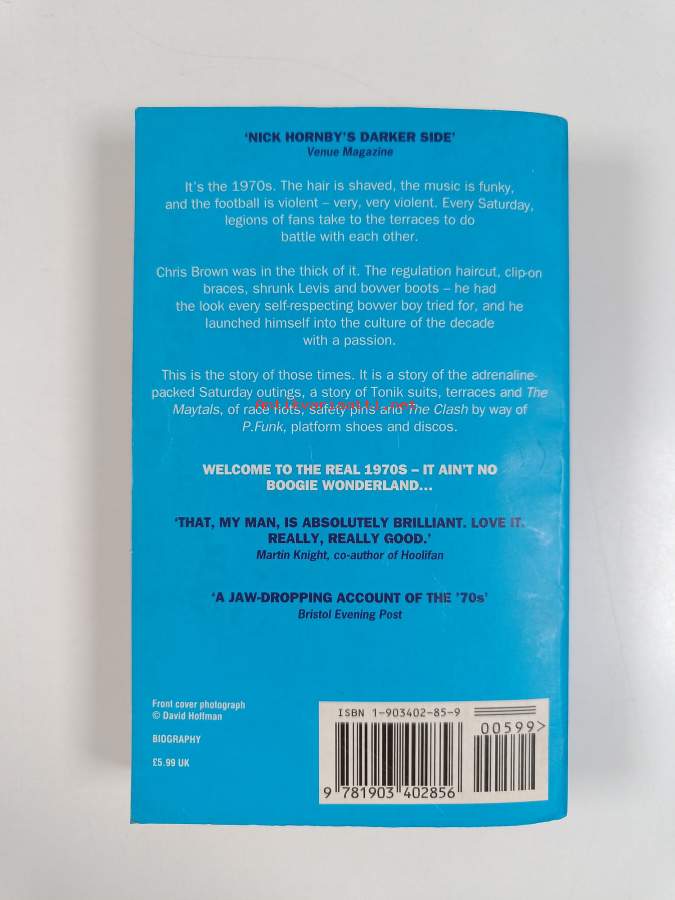 ‘NICK HORNBY’S DARKER SIDE’
Venue Magazine
It’s the 1970s. The hair is shaved, the music is funky,
and the football is violent – very, very violent. Every Saturday,
legions of fans take to the terraces to do
battle with each other.
Chris Brown was in the thick of it. The regulation haircut, clip-on
braces, shrunk Levis and bovver boots – he had
the look every self-respecting bovver boy tried for, and he
launched himself into the culture of the decade
with a passion.
This is the story of those times. It is a story of the adrenaline-
packed Saturday outings, a story of Tonik suits, terraces and The
Maytals, of race riots, safety pins and The Clash by way of
Antikvariaatti.net
P.Funk, platform shoes and discos.
WELCOME TO THE REAL 1970S – IT AIN’T NO
BOOGIE WONDERLAND...
‘THAT, MY MAN, IS ABSOLUTELY BRILLIANT. LOVE IT.
REALLY, REALLY GOOD.’
Martin Knight, co-author of Hoolifan
‘A JAW-DROPPING ACCOUNT OF THE ’70s’
Bristol Evening Post
Front cover photograph
© David Hoffman
BIOGRAPHY
£5.99 UK
ISBN 1-903402-85-9
00599>
9 781903 402856